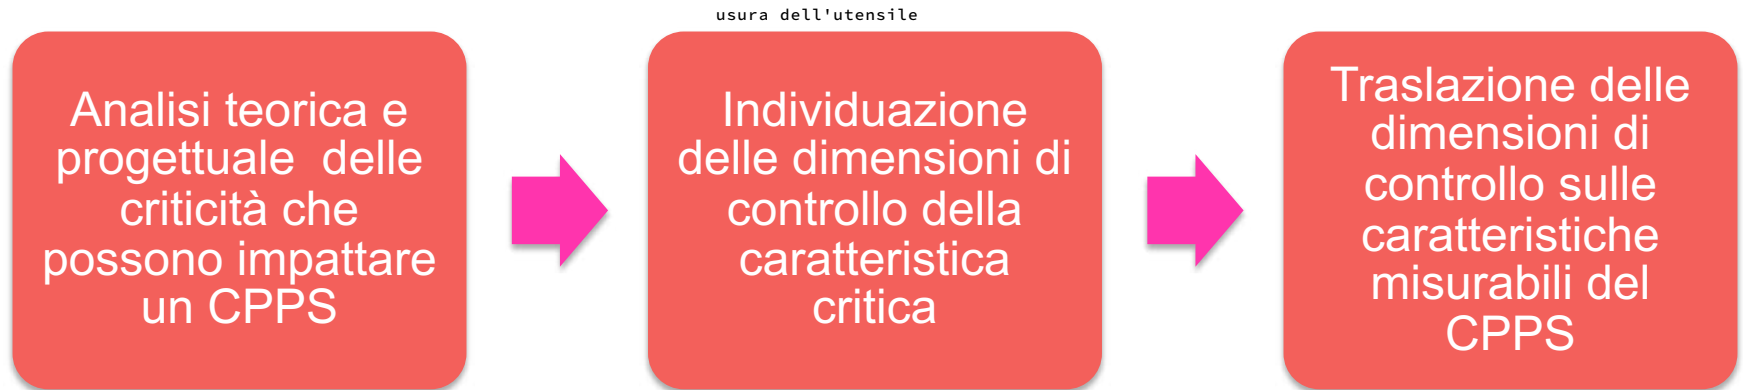 usura dell'utensile
Analisi teorica e
progettuale  delle
criticità che
possono impattare
un CPPS
Individuazione
delle dimensioni di
controllo della
caratteristica
critica
Traslazione delle
dimensioni di
controllo sulle
caratteristiche
misurabili del
CPPS